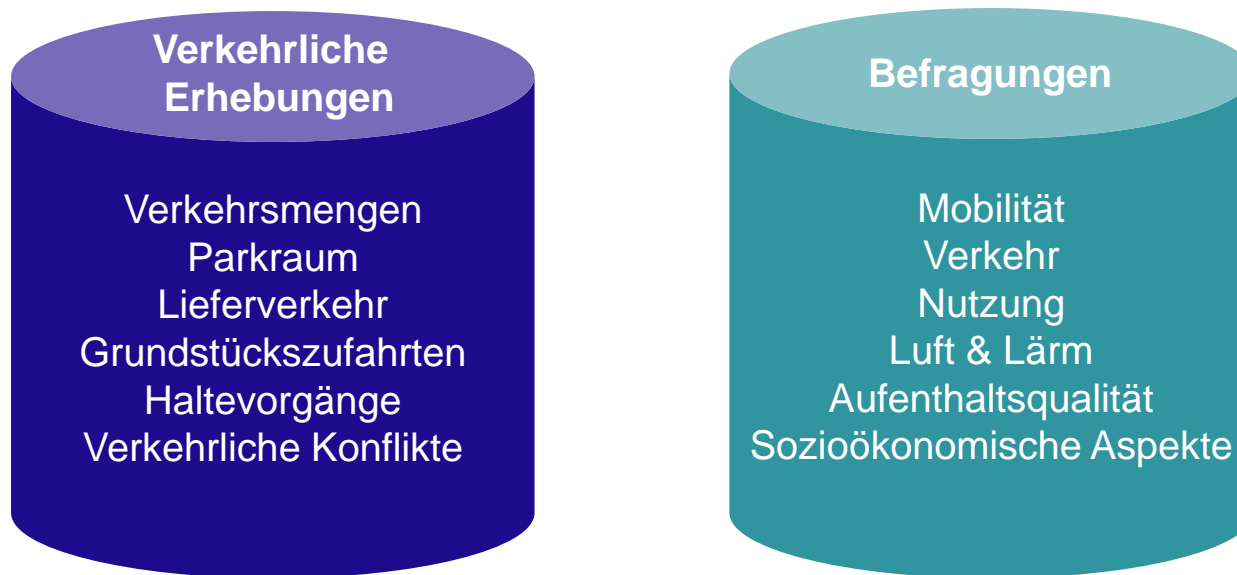 Verkehrliche
Erhebungen
Verkehrsmengen
Parkraum
Lieferverkehr
Grundstückszufahrten
Haltevorgänge
Verkehrliche Konflikte
Befragungen
Mobilität
Verkehr
Nutzung
Luft & Lärm
Aufenthaltsqualität
Sozioökonomische Aspekte